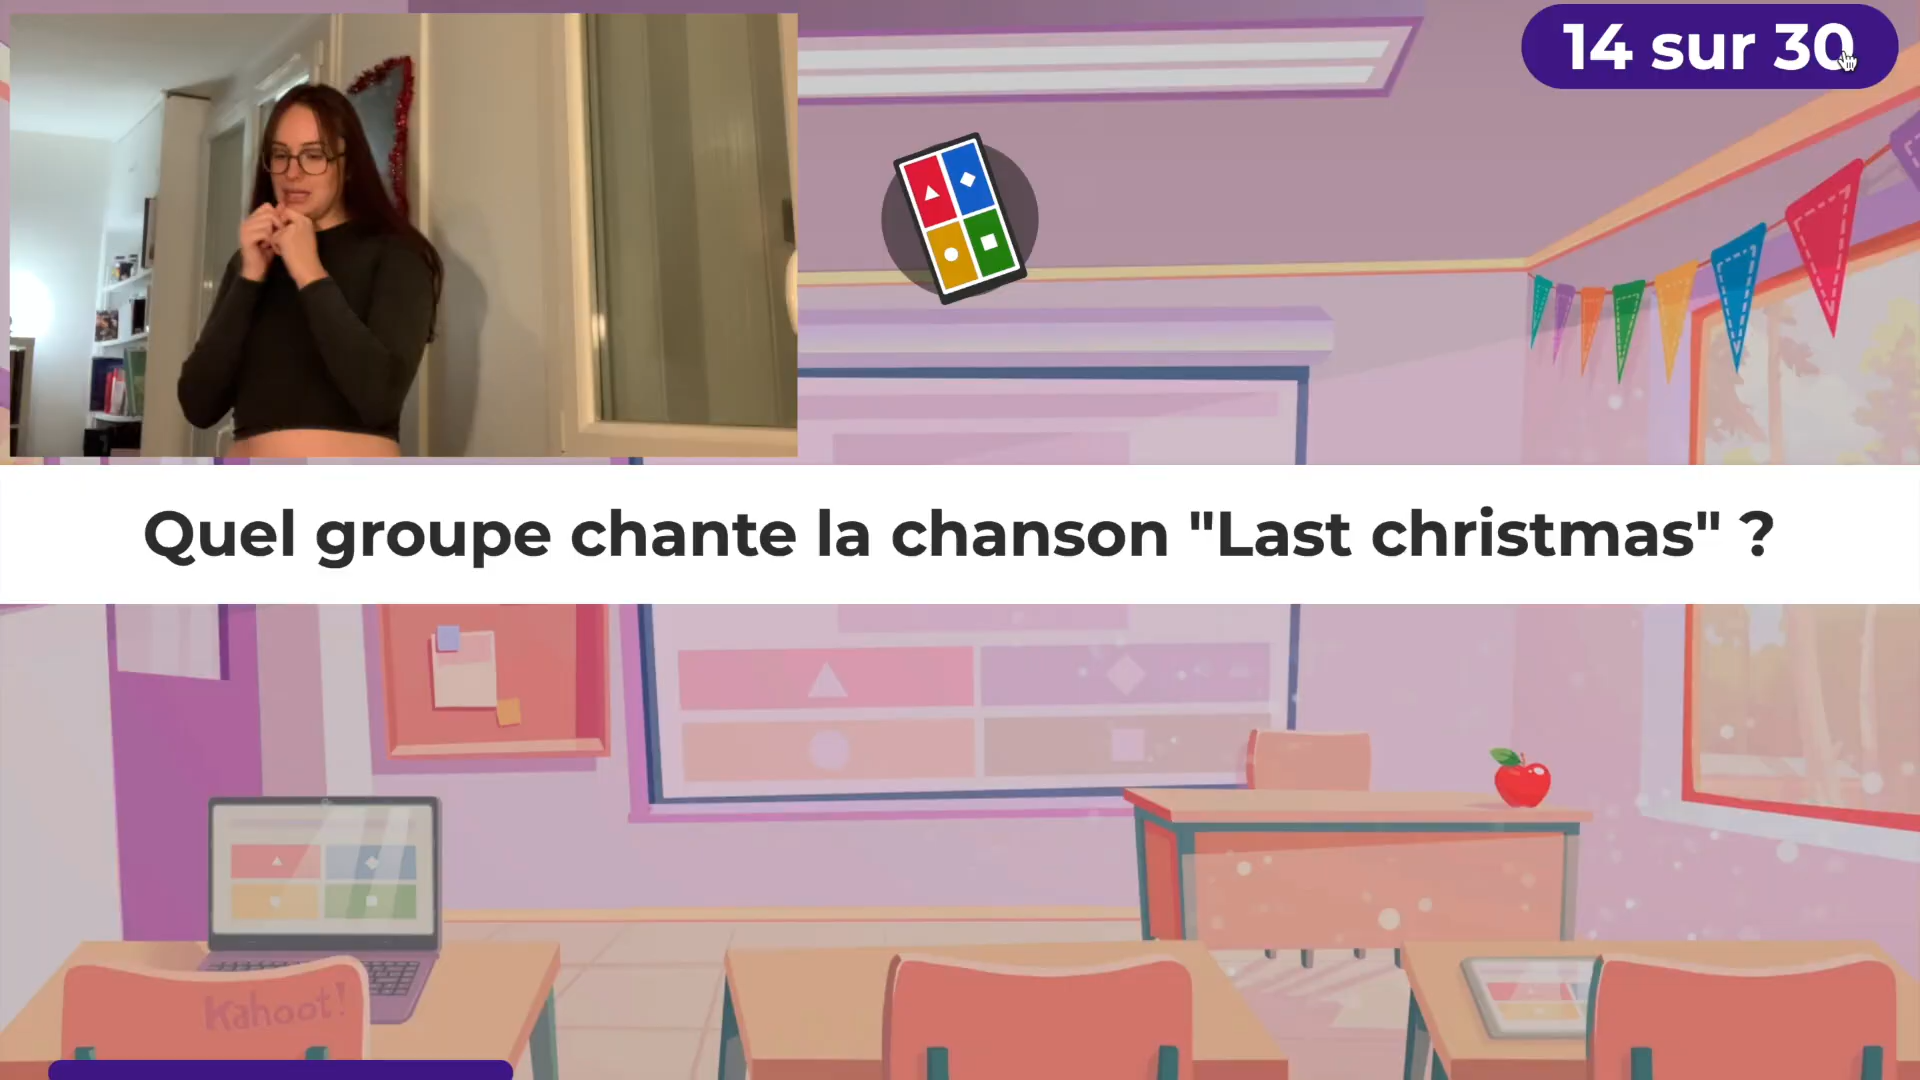 14 sur 30
Quel groupe chante la chanson "Last christmas" ?
Kahoot!